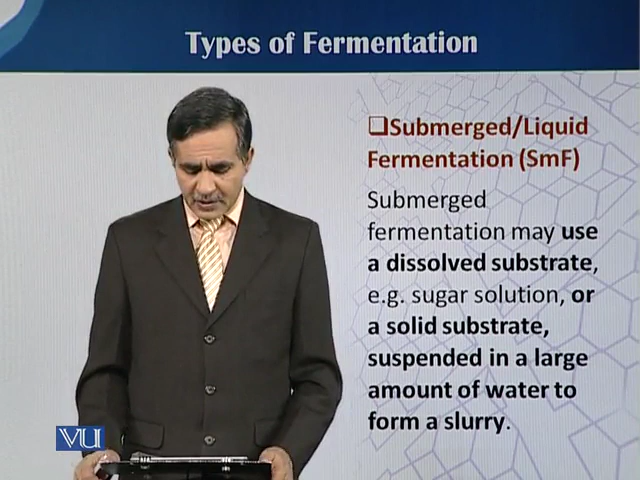 Types of Fermentation
❑Submerged/Liquid
Fermentation (SmF)
Submerged
fermentation may use
a dissolved substrate,
e.g. sugar solution, or
a solid substrate,
suspended in a large
amount of water to
form a slurry.
VU